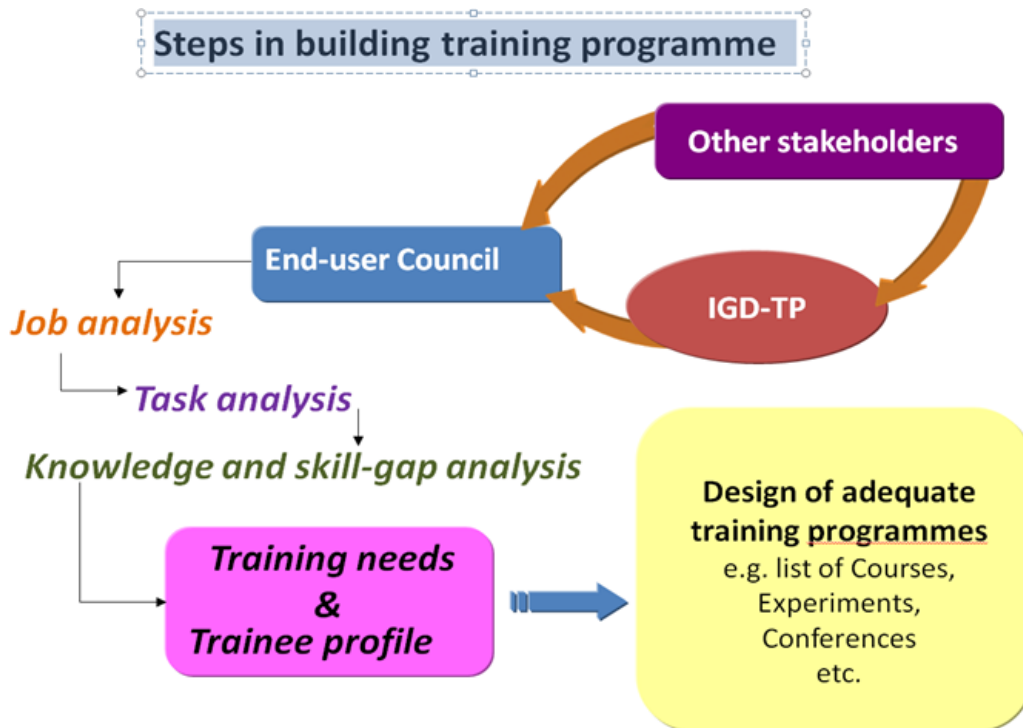 Steps in building training programme
Other stakeholders
End-user Council
IGD-TP
Job analysis
Task analysis
Knowledge and skill-gap analysis
Training needs
&
Trainee profile
Design of adequate
training programmes
e.g. list of Courses,
Experiments,
Conferences
etc.